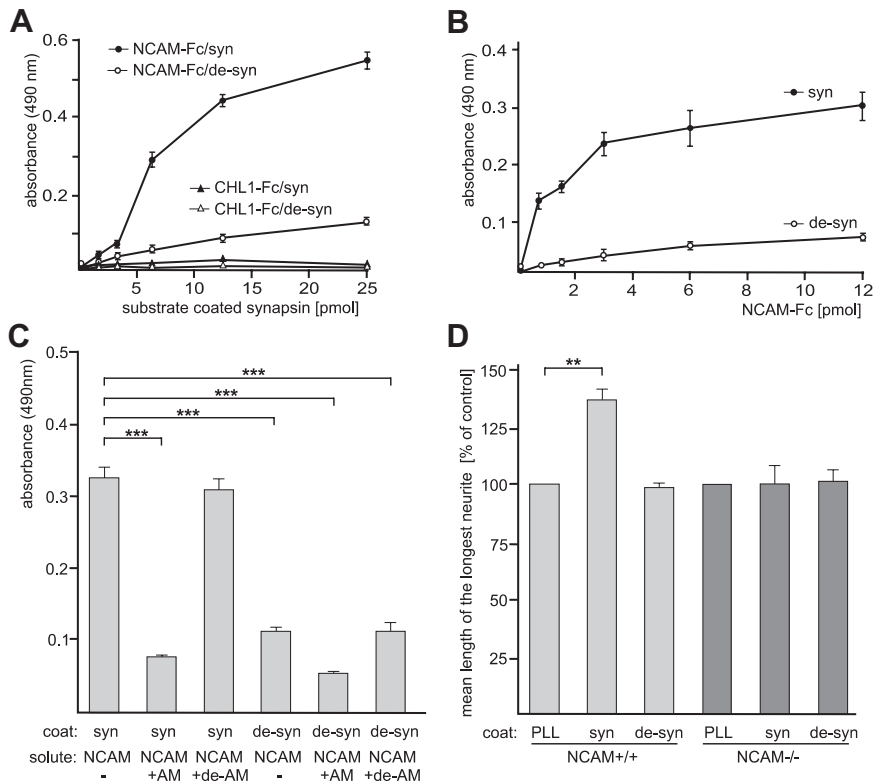 A
absorbance (490 nm)
0.6
0.4
0.2
NCAM-Fc/syn
NCAM-Fc/de-syn
CHL1-Fc/syn
CHL1-Fc/de-syn
5 10 15 20 25
substrate coated synapsin [pmol]
B
absorbance (490 nm)
0.4
0.3
0.2
0.1
syn
de-syn
2 4 6 8 10 12
NCAM-Fc [pmol]
C
absorbance (490nm)
0.5
0.3
0.1
***
***
***
***
coat: syn syn syn de-syn de-syn de-syn
solute: NCAM NCAM NCAM NCAM NCAM NCAM
- +AM +de-AM - +AM +de-AM
D
mean length of the longest neurite [% of control]
150
125
100
75
50
25
**
coat: PLL syn de-syn PLL syn de-syn
NCAM+/+ NCAM-/-